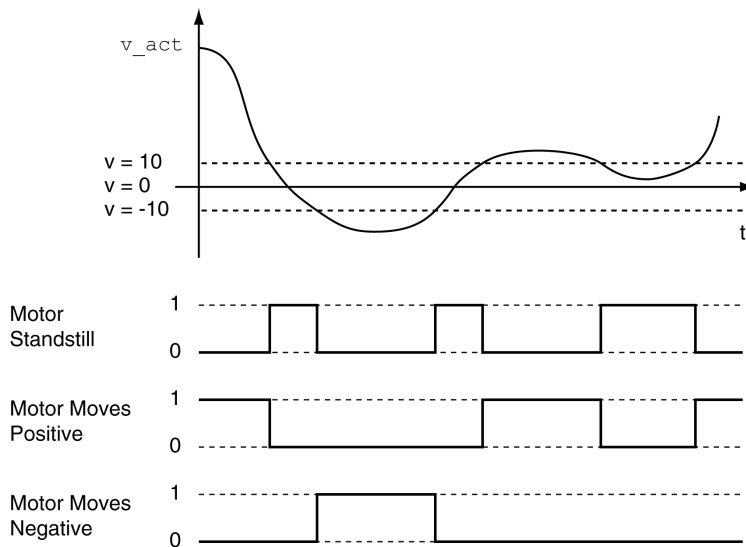 v_act
v = 10
v = 0
v = -10
t
Motor
Standstill
1
0
Motor Moves
Positive
1
0
Motor Moves
Negative
1
0